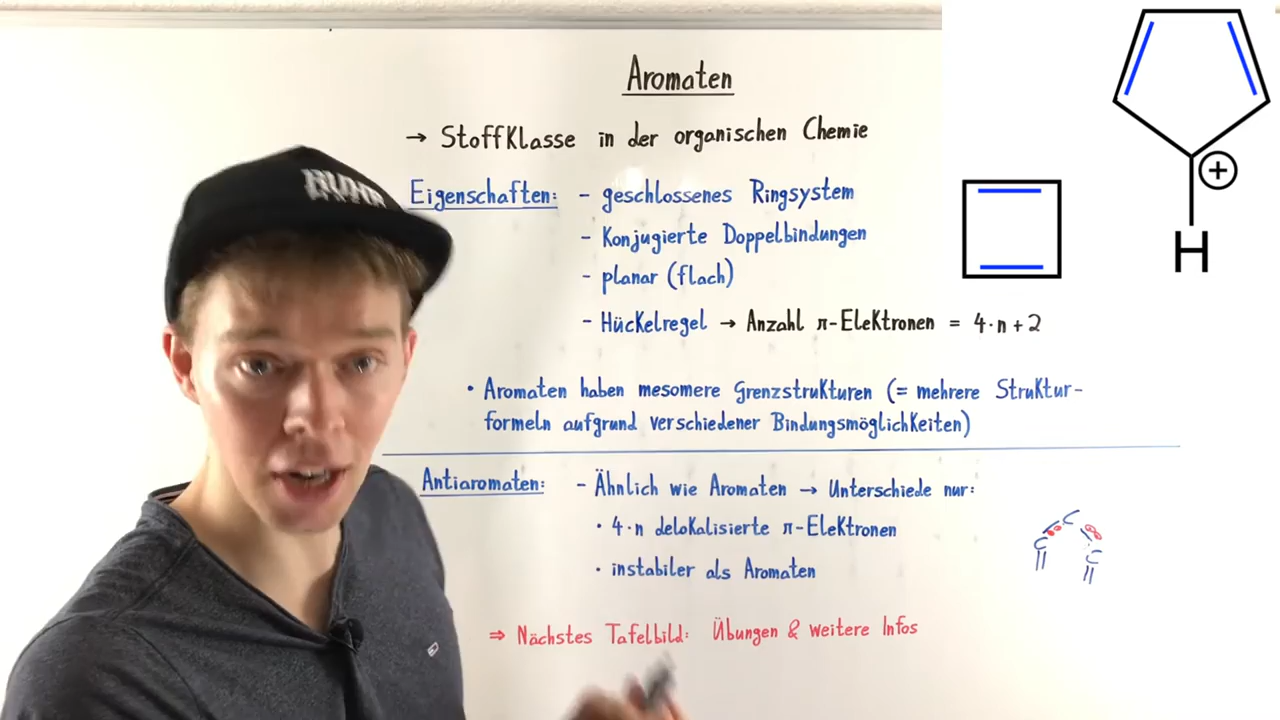 Aromaten
→ Stoffklasse in der organischen Chemie
Eigenschaften: - geschlossenes Ringsystem
- Konjugierte Doppelbindungen
- planar (flach)
- Hückelregel → Anzahl π-Elektronen = 4·n+2
• Aromaten haben mesomere Grenzstrukturen (= mehrere Struktur-
formeln aufgrund verschiedener Bindungsmöglichkeiten)
Antiaromaten: - Ähnlich wie Aromaten → Unterschiede nur:
• 4·n delokalisierte π-Elektronen
• instabiler als Aromaten
⇒ Nächstes Tafelbild: Übungen & weitere Infos
+
H
C
C
C
RUHR